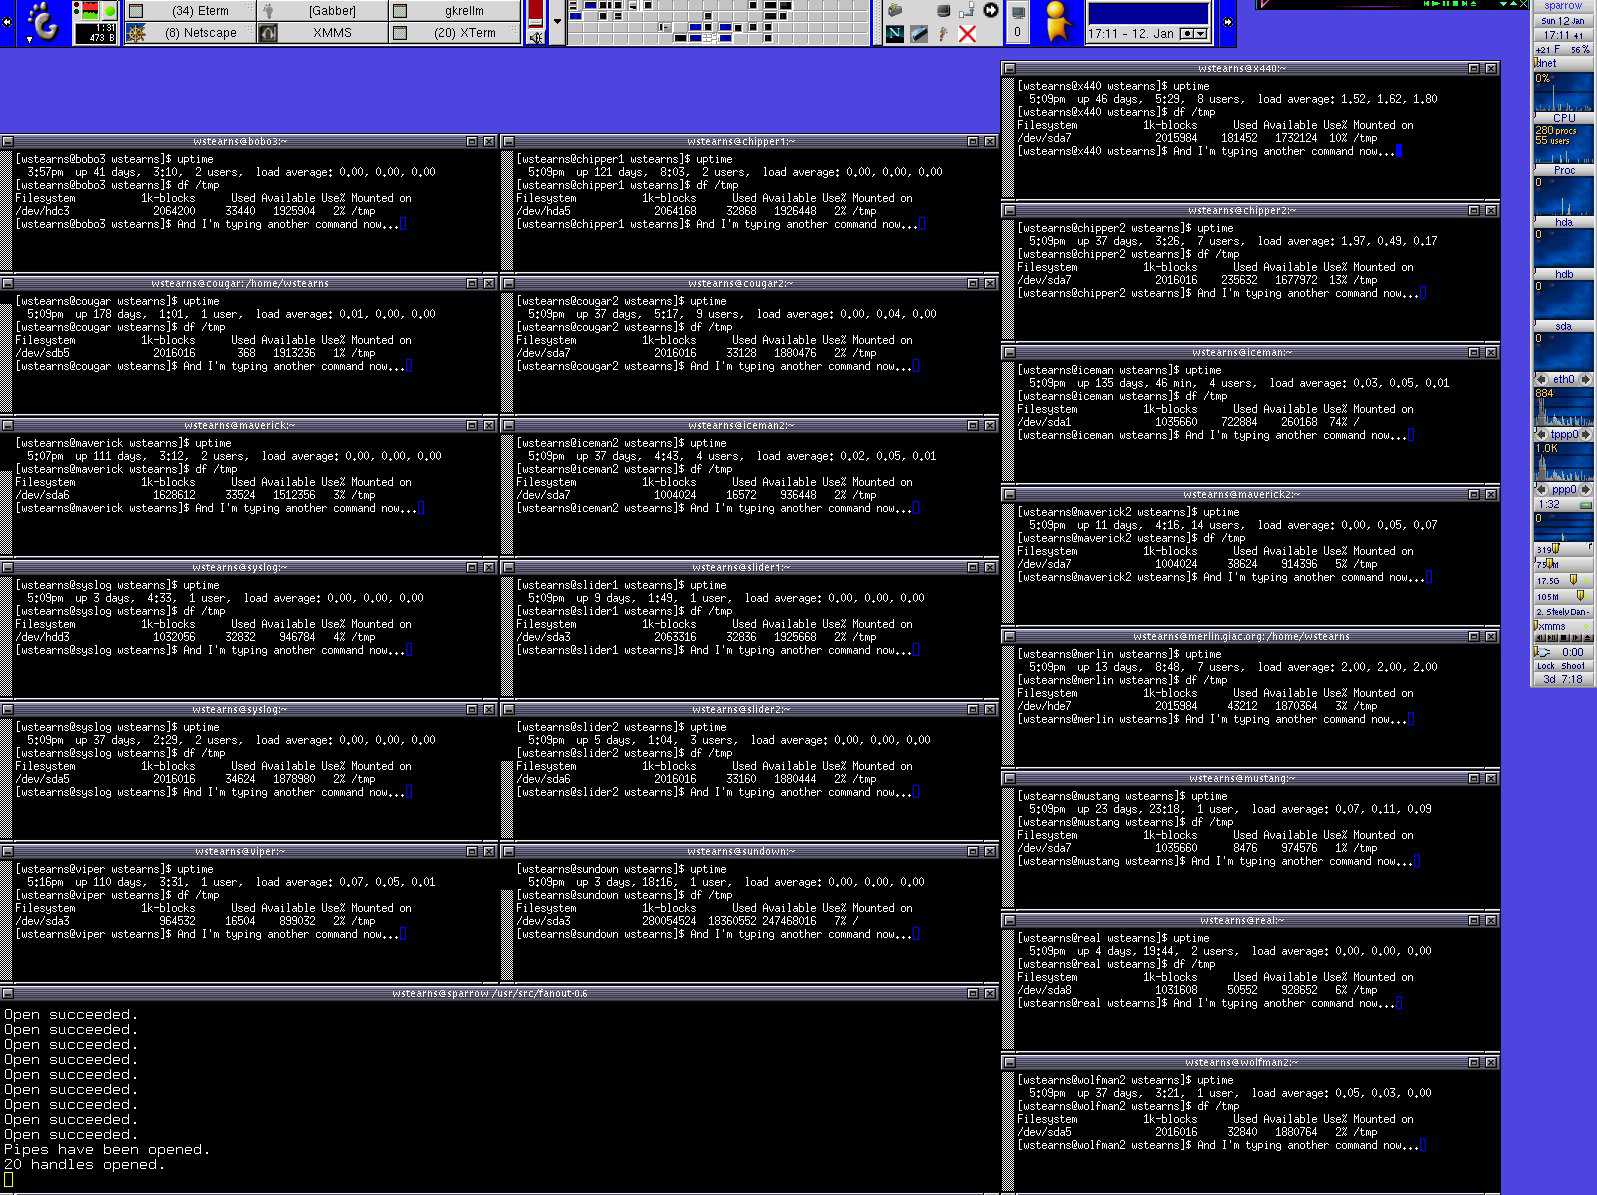 (34) Eterm
[Gabber]
gkrellm
(8) Netscape
XMMS
(20) XTerm
1:31
473 B
0
17:11 - 12. Jan
sparrow
Sun 12 Jan
17:11 41
+21 F 56%
dnet
0%
CPU
280 procs
55 users
Proc
0
hda
0
hdb
0
sda
0
eth0
884
tppp0
1.0K
ppp0
1:32
0
319
75M
17.5G
105M
2. Steely Dan-
xmms
0:00
Lock Shoot
3d 7:18
wstearns@bobo3:~
[wstearns@bobo3 wstearns]$ uptime
3:57pm up 41 days, 3:10, 2 users, load average: 0.00, 0.00, 0.00
[wstearns@bobo3 wstearns]$ df /tmp
Filesystem 1k-blocks Used Available Use% Mounted on
/dev/hdc3 2064200 33440 1925904 2% /tmp
[wstearns@bobo3 wstearns]$ And I'm typing another command now...
wstearns@cougar:/home/wstearns
[wstearns@cougar wstearns]$ uptime
5:09pm up 178 days, 1:01, 1 user, load average: 0.01, 0.00, 0.00
[wstearns@cougar wstearns]$ df /tmp
Filesystem 1k-blocks Used Available Use% Mounted on
/dev/sdb5 2016016 368 1913236 1% /tmp
[wstearns@cougar wstearns]$ And I'm typing another command now...
wstearns@maverick:~
[wstearns@maverick wstearns]$ uptime
5:07pm up 111 days, 3:12, 2 users, load average: 0.00, 0.00, 0.00
[wstearns@maverick wstearns]$ df /tmp
Filesystem 1k-blocks Used Available Use% Mounted on
/dev/sda6 1628612 33524 1512356 3% /tmp
[wstearns@maverick wstearns]$ And I'm typing another command now...
wstearns@syslog:~
[wstearns@syslog wstearns]$ uptime
5:09pm up 3 days, 4:33, 1 user, load average: 0.00, 0.00, 0.00
[wstearns@syslog wstearns]$ df /tmp
Filesystem 1k-blocks Used Available Use% Mounted on
/dev/hdd3 1032056 32832 946784 4% /tmp
[wstearns@syslog wstearns]$ And I'm typing another command now...
wstearns@syslog:~
[wstearns@syslog wstearns]$ uptime
5:09pm up 37 days, 2:29, 2 users, load average: 0.00, 0.00, 0.00
[wstearns@syslog wstearns]$ df /tmp
Filesystem 1k-blocks Used Available Use% Mounted on
/dev/sda5 2016016 34624 1878980 2% /tmp
[wstearns@syslog wstearns]$ And I'm typing another command now...
wstearns@viper:~
[wstearns@viper wstearns]$ uptime
5:16pm up 110 days, 3:31, 1 user, load average: 0.07, 0.05, 0.01
[wstearns@viper wstearns]$ df /tmp
Filesystem 1k-blocks Used Available Use% Mounted on
/dev/sda3 964532 16504 899032 2% /tmp
[wstearns@viper wstearns]$ And I'm typing another command now...
wstearns@chipper1:~
[wstearns@chipper1 wstearns]$ uptime
5:09pm up 121 days, 8:03, 2 users, load average: 0.00, 0.00, 0.00
[wstearns@chipper1 wstearns]$ df /tmp
Filesystem 1k-blocks Used Available Use% Mounted on
/dev/hda5 2064168 32868 1926448 2% /tmp
[wstearns@chipper1 wstearns]$ And I'm typing another command now...
wstearns@cougar2:~
[wstearns@cougar2 wstearns]$ uptime
5:09pm up 37 days, 5:17, 9 users, load average: 0.00, 0.04, 0.00
[wstearns@cougar2 wstearns]$ df /tmp
Filesystem 1k-blocks Used Available Use% Mounted on
/dev/sda7 2016016 33128 1880476 2% /tmp
[wstearns@cougar2 wstearns]$ And I'm typing another command now...
wstearns@iceman2:~
[wstearns@iceman2 wstearns]$ uptime
5:09pm up 37 days, 4:43, 4 users, load average: 0.02, 0.05, 0.01
[wstearns@iceman2 wstearns]$ df /tmp
Filesystem 1k-blocks Used Available Use% Mounted on
/dev/sda7 1004024 16572 936448 2% /tmp
[wstearns@iceman2 wstearns]$ And I'm typing another command now...
wstearns@slider1:~
[wstearns@slider1 wstearns]$ uptime
5:09pm up 9 days, 1:49, 1 user, load average: 0.00, 0.00, 0.00
[wstearns@slider1 wstearns]$ df /tmp
Filesystem 1k-blocks Used Available Use% Mounted on
/dev/sda3 2063316 32836 1925668 2% /tmp
[wstearns@slider1 wstearns]$ And I'm typing another command now...
wstearns@slider2:~
[wstearns@slider2 wstearns]$ uptime
5:09pm up 5 days, 1:04, 3 users, load average: 0.00, 0.00, 0.00
[wstearns@slider2 wstearns]$ df /tmp
Filesystem 1k-blocks Used Available Use% Mounted on
/dev/sda6 2016016 33160 1880444 2% /tmp
[wstearns@slider2 wstearns]$ And I'm typing another command now...
wstearns@sundown:~
[wstearns@sundown wstearns]$ uptime
5:09pm up 3 days, 18:16, 1 user, load average: 0.00, 0.00, 0.00
[wstearns@sundown wstearns]$ df /tmp
Filesystem 1k-blocks Used Available Use% Mounted on
/dev/sda3 280054524 18360552 247468016 7% /
[wstearns@sundown wstearns]$ And I'm typing another command now...
wstearns@x440:~
[wstearns@x440 wstearns]$ uptime
5:09pm up 46 days, 5:29, 8 users, load average: 1.52, 1.62, 1.80
[wstearns@x440 wstearns]$ df /tmp
Filesystem 1k-blocks Used Available Use% Mounted on
/dev/sda7 2015984 181452 1732124 10% /tmp
[wstearns@x440 wstearns]$ And I'm typing another command now...
wstearns@chipper2:~
[wstearns@chipper2 wstearns]$ uptime
5:09pm up 37 days, 3:26, 7 users, load average: 1.97, 0.49, 0.17
[wstearns@chipper2 wstearns]$ df /tmp
Filesystem 1k-blocks Used Available Use% Mounted on
/dev/sda7 2016016 235632 1677972 13% /tmp
[wstearns@chipper2 wstearns]$ And I'm typing another command now...
wstearns@iceman:~
[wstearns@iceman wstearns]$ uptime
5:09pm up 135 days, 46 min, 4 users, load average: 0.03, 0.05, 0.01
[wstearns@iceman wstearns]$ df /tmp
Filesystem 1k-blocks Used Available Use% Mounted on
/dev/sda1 1035660 722884 260168 74% /
[wstearns@iceman wstearns]$ And I'm typing another command now...
wstearns@maverick2:~
[wstearns@maverick2 wstearns]$ uptime
5:09pm up 11 days, 4:16, 14 users, load average: 0.00, 0.05, 0.07
[wstearns@maverick2 wstearns]$ df /tmp
Filesystem 1k-blocks Used Available Use% Mounted on
/dev/sda7 1004024 38624 914396 5% /tmp
[wstearns@maverick2 wstearns]$ And I'm typing another command now...
wstearns@merlin.giac.org:/home/wstearns
[wstearns@merlin wstearns]$ uptime
5:09pm up 13 days, 8:48, 7 users, load average: 2.00, 2.00, 2.00
[wstearns@merlin wstearns]$ df /tmp
Filesystem 1k-blocks Used Available Use% Mounted on
/dev/hde7 2015984 43212 1870364 3% /tmp
[wstearns@merlin wstearns]$ And I'm typing another command now...
wstearns@mustang:~
[wstearns@mustang wstearns]$ uptime
5:09pm up 23 days, 23:18, 1 user, load average: 0.07, 0.11, 0.09
[wstearns@mustang wstearns]$ df /tmp
Filesystem 1k-blocks Used Available Use% Mounted on
/dev/sda7 1035660 8476 974576 1% /tmp
[wstearns@mustang wstearns]$ And I'm typing another command now...
wstearns@real:~
[wstearns@real wstearns]$ uptime
5:09pm up 4 days, 19:44, 2 users, load average: 0.00, 0.00, 0.00
[wstearns@real wstearns]$ df /tmp
Filesystem 1k-blocks Used Available Use% Mounted on
/dev/sda8 1031608 50552 928652 6% /tmp
[wstearns@real wstearns]$ And I'm typing another command now...
wstearns@wolfman2:~
[wstearns@wolfman2 wstearns]$ uptime
5:09pm up 37 days, 3:21, 1 user, load average: 0.05, 0.03, 0.00
[wstearns@wolfman2 wstearns]$ df /tmp
Filesystem 1k-blocks Used Available Use% Mounted on
/dev/sda5 2016016 32840 1880764 2% /tmp
[wstearns@wolfman2 wstearns]$ And I'm typing another command now...
wstearns@sparrow /usr/src/fanout-0.6
Open succeeded.
Open succeeded.
Open succeeded.
Open succeeded.
Open succeeded.
Open succeeded.
Open succeeded.
Open succeeded.
Open succeeded.
Pipes have been opened.
20 handles opened.